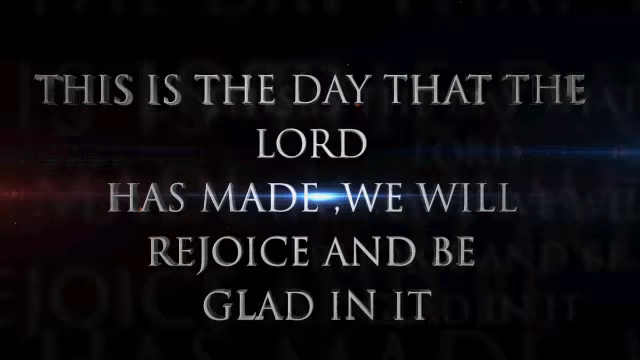 THIS IS THE DAY THAT THE
LORD
HAS MADE ,WE WILL
REJOICE AND BE
GLAD IN IT